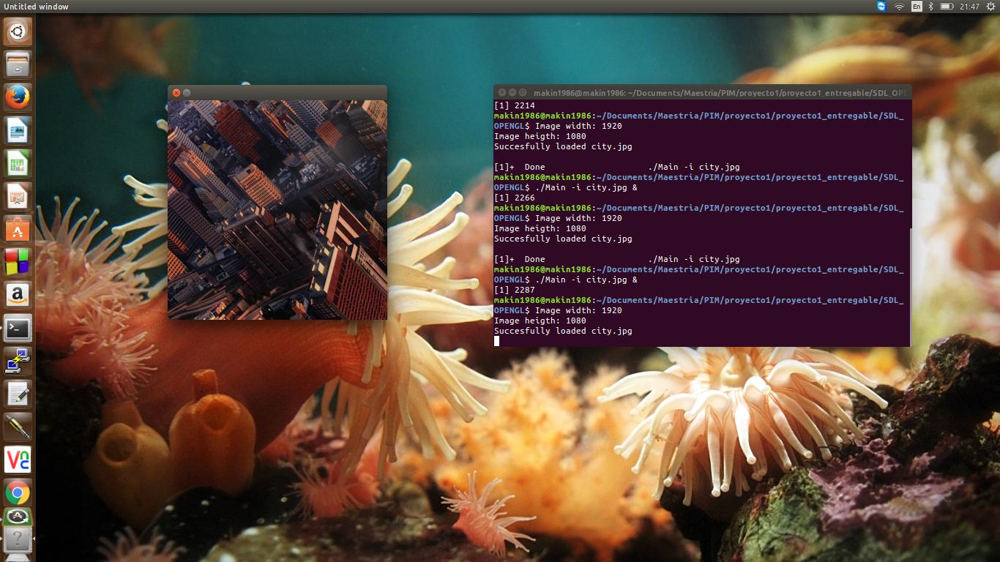 Untitled window
En
21:47
makin1986@makin1986: ~/Documents/Maestria/PIM/proyecto1/proyecto1_entregable/SDL_OPE
[1] 2214
makin1986@makin1986:~/Documents/Maestria/PIM/proyecto1/proyecto1_entregable/SDL_
OPENGL$ Image width: 1920
Image heigth: 1080
Succesfully loaded city.jpg
[1]+  Done                    ./Main -i city.jpg
makin1986@makin1986:~/Documents/Maestria/PIM/proyecto1/proyecto1_entregable/SDL_
OPENGL$ ./Main -i city.jpg &
[1] 2266
makin1986@makin1986:~/Documents/Maestria/PIM/proyecto1/proyecto1_entregable/SDL_
OPENGL$ Image width: 1920
Image heigth: 1080
Succesfully loaded city.jpg
[1]+  Done                    ./Main -i city.jpg
makin1986@makin1986:~/Documents/Maestria/PIM/proyecto1/proyecto1_entregable/SDL_
OPENGL$ ./Main -i city.jpg &
[1] 2287
makin1986@makin1986:~/Documents/Maestria/PIM/proyecto1/proyecto1_entregable/SDL_
OPENGL$ Image width: 1920
Image heigth: 1080
Succesfully loaded city.jpg
a
>_
VNC
?